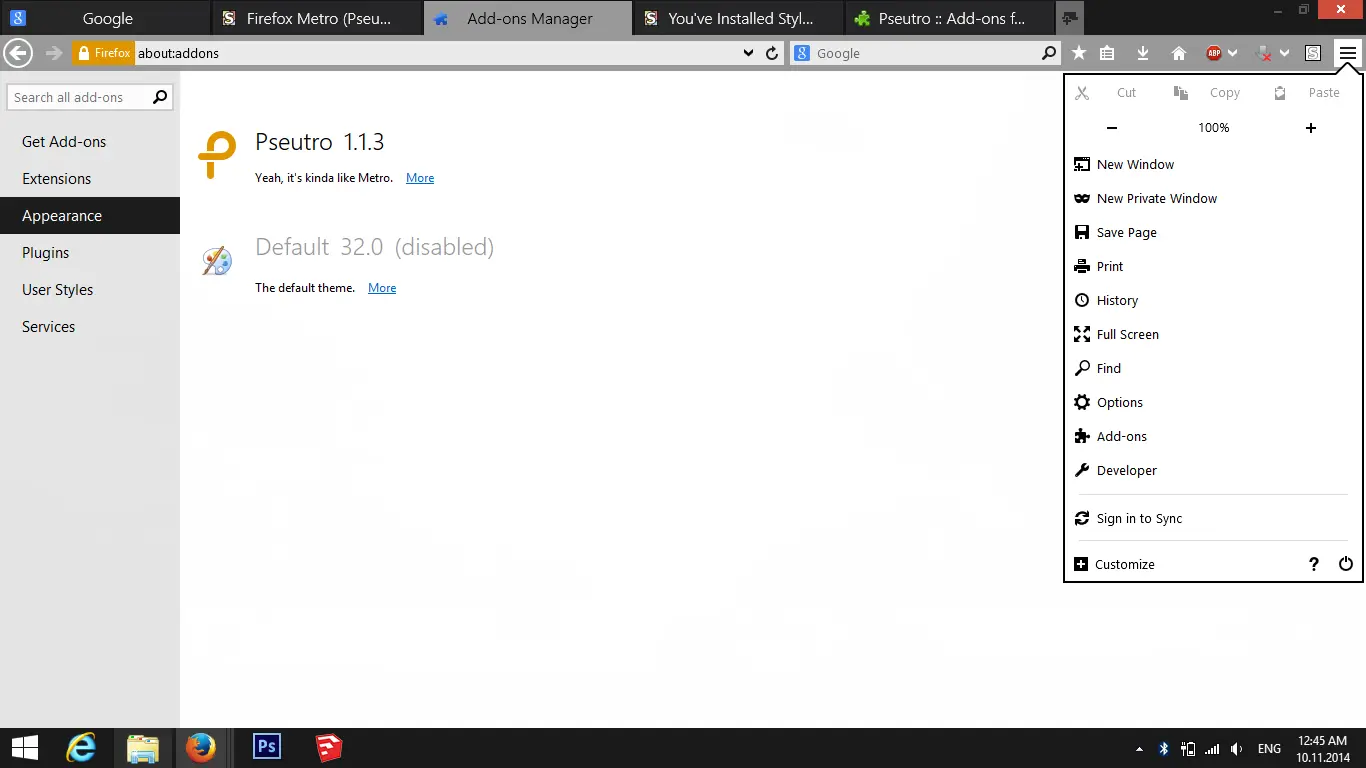 Google
Firefox Metro (Pseu...
Add-ons Manager
You've Installed Styl...
Pseutro :: Add-ons f...
Firefox
about:addons
Google
ABP
Search all add-ons
Get Add-ons
Extensions
Appearance
Plugins
User Styles
Services
Pseutro 1.1.3
Yeah, it's kinda like Metro. More
Default 32.0 (disabled)
The default theme. More
Cut
Copy
Paste
100%
New Window
New Private Window
Save Page
Print
History
Full Screen
Find
Options
Add-ons
Developer
Sign in to Sync
Customize
?
Ps
ENG
12:45 AM
10.11.2014